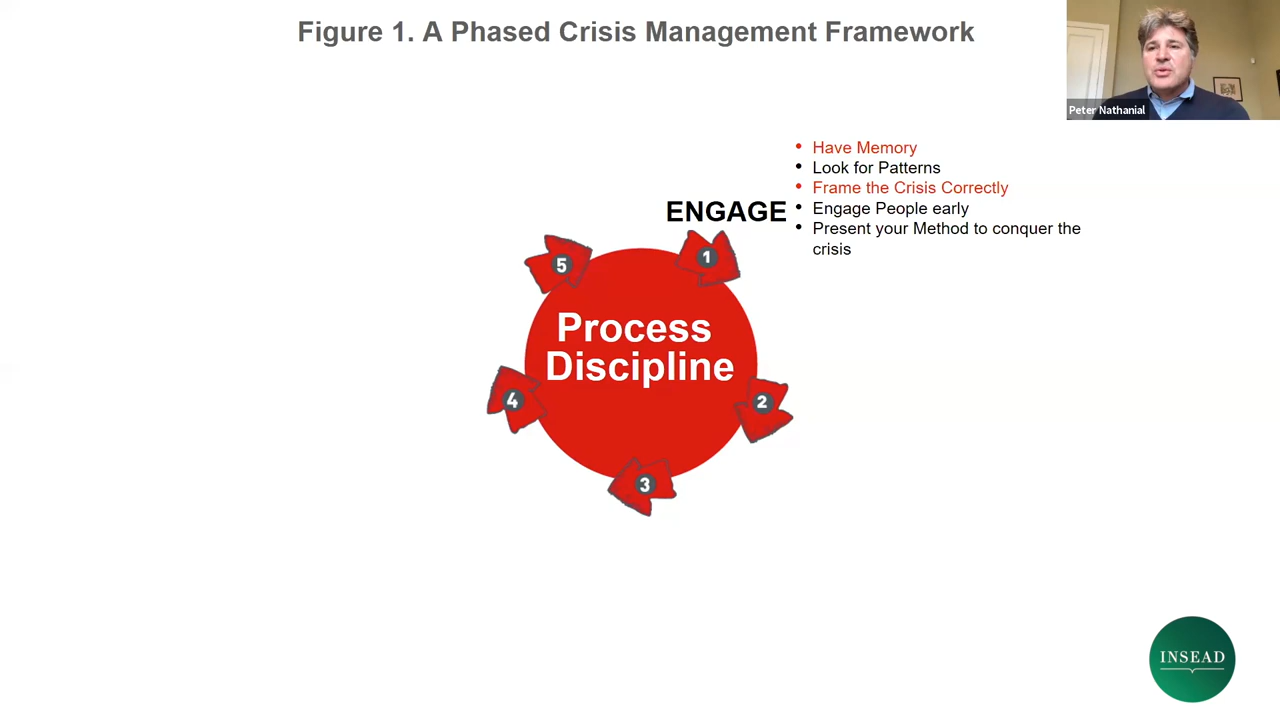 Figure 1. A Phased Crisis Management Framework
Peter Nathanial
• Have Memory
• Look for Patterns
• Frame the Crisis Correctly
ENGAGE
• Engage People early
• Present your Method to conquer the
crisis
1
5
Process
Discipline
4
2
3
INSEAD